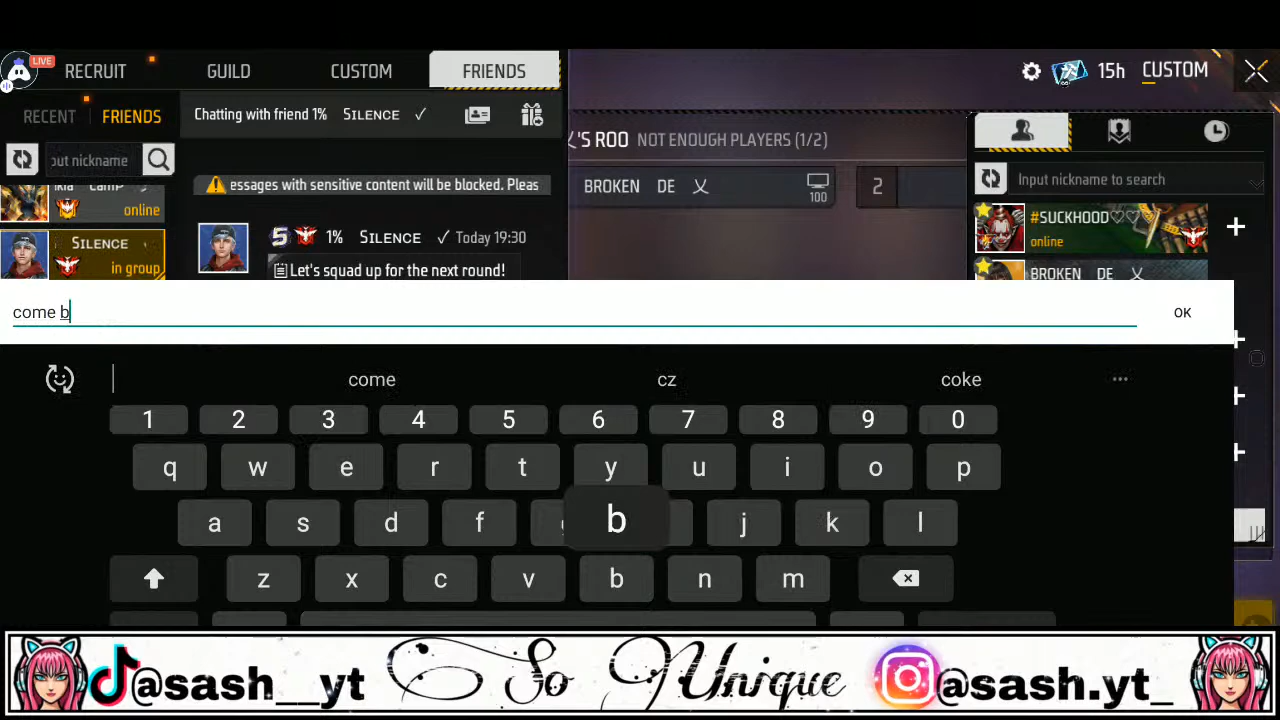 LIVE
RECRUIT GUILD CUSTOM FRIENDS
15h CUSTOM
RECENT FRIENDS
Chatting with friend 1% SILENCE ✓
'S ROO NOT ENOUGH PLAYERS (1/2)
put nickname
Input nickname to search
essages with sensitive content will be blocked. Pleas
BROKEN DE 乂
100
2
online
#SUCKHOOD♡♡
online
SILENCE
in group
5 1% SILENCE ✓ Today 19:30
Let's squad up for the next round!
BROKEN DE 乂
come b
OK
come cz coke ...
1 2 3 4 5 6 7 8 9 0
q w e r t y u i o p
a s d f b j k l
z x c v b n m
@sash__yt So Unique @sash.yt_